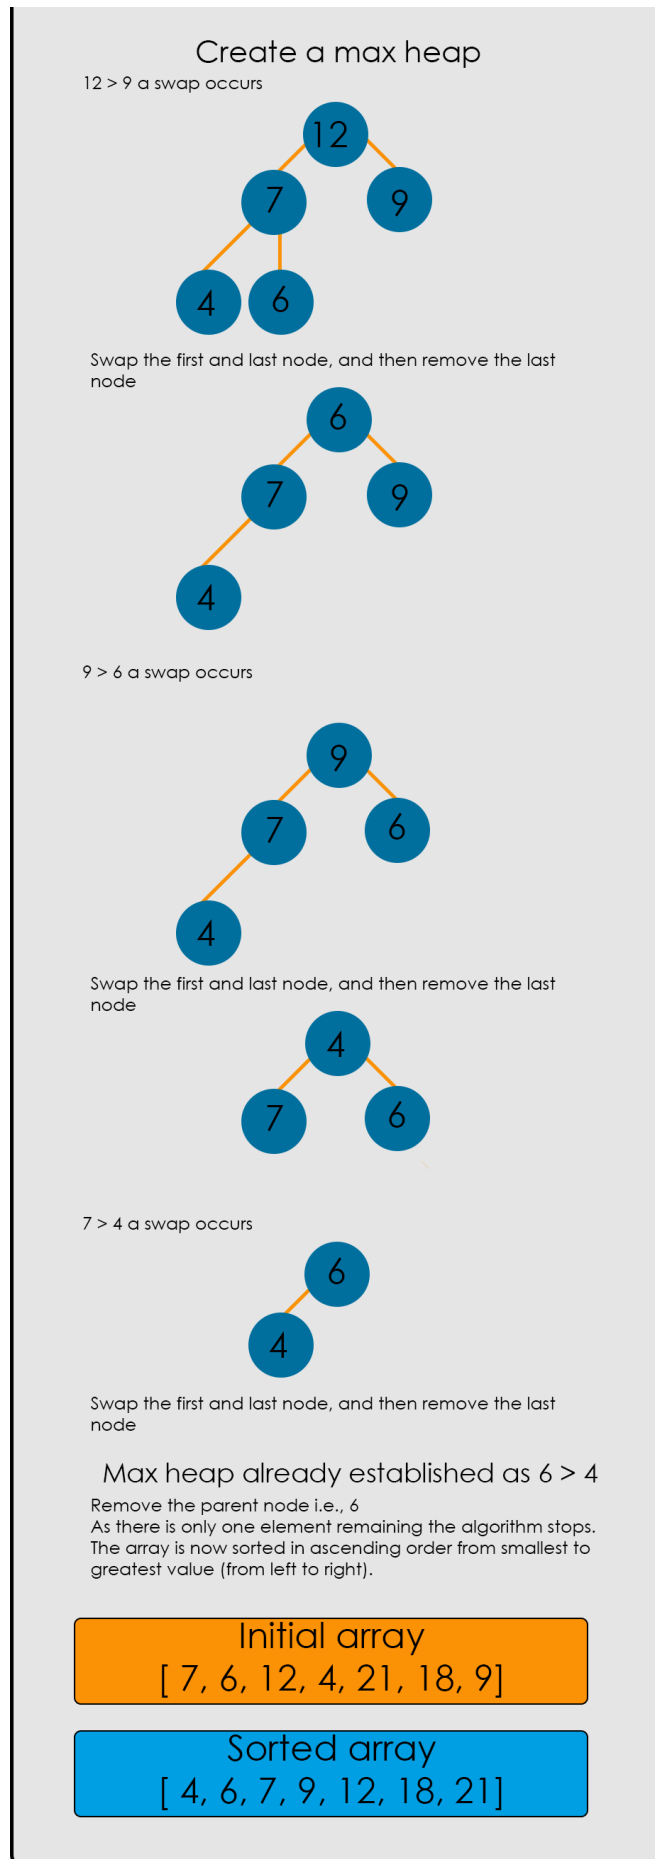 Create a max heap
12 > 9 a swap occurs
12
7
9
4
6
Swap the first and last node, and then remove the last
node
6
7
9
4
9 > 6 a swap occurs
9
7
6
4
Swap the first and last node, and then remove the last
node
4
7
6
7 > 4 a swap occurs
6
4
Swap the first and last node, and then remove the last
node
Max heap already established as 6 > 4
Remove the parent node i.e., 6
As there is only one element remaining the algorithm stops.
The array is now sorted in ascending order from smallest to
greatest value (from left to right).
Initial array
[ 7, 6, 12, 4, 21, 18, 9]
Sorted array
[ 4, 6, 7, 9, 12, 18, 21]